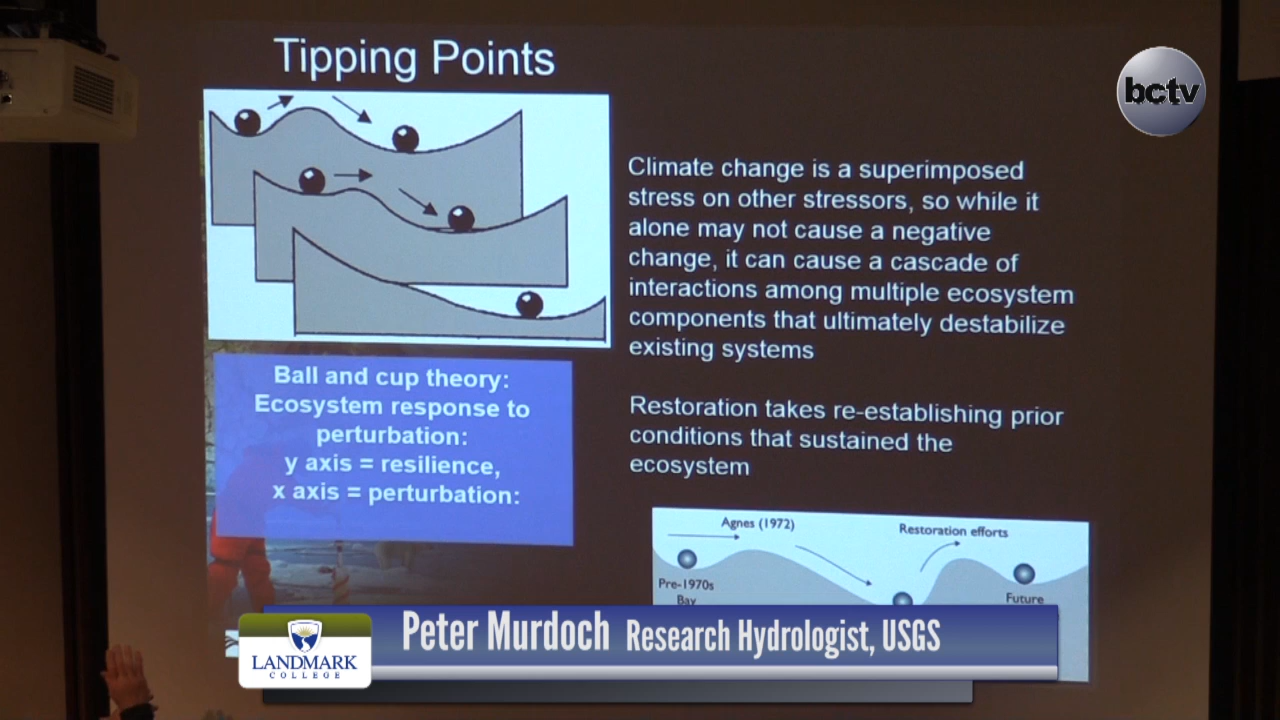 Tipping Points
bctv
Climate change is a superimposed
stress on other stressors, so while it
alone may not cause a negative
change, it can cause a cascade of
interactions among multiple ecosystem
components that ultimately destabilize
existing systems
Restoration takes re-establishing prior
conditions that sustained the
ecosystem
Ball and cup theory:
Ecosystem response to
perturbation:
y axis = resilience,
x axis = perturbation:
Agnes (1972)
Restoration efforts
Pre-1970s
Bay
Future
Peter Murdoch Research Hydrologist, USGS
LANDMARK
COLLEGE